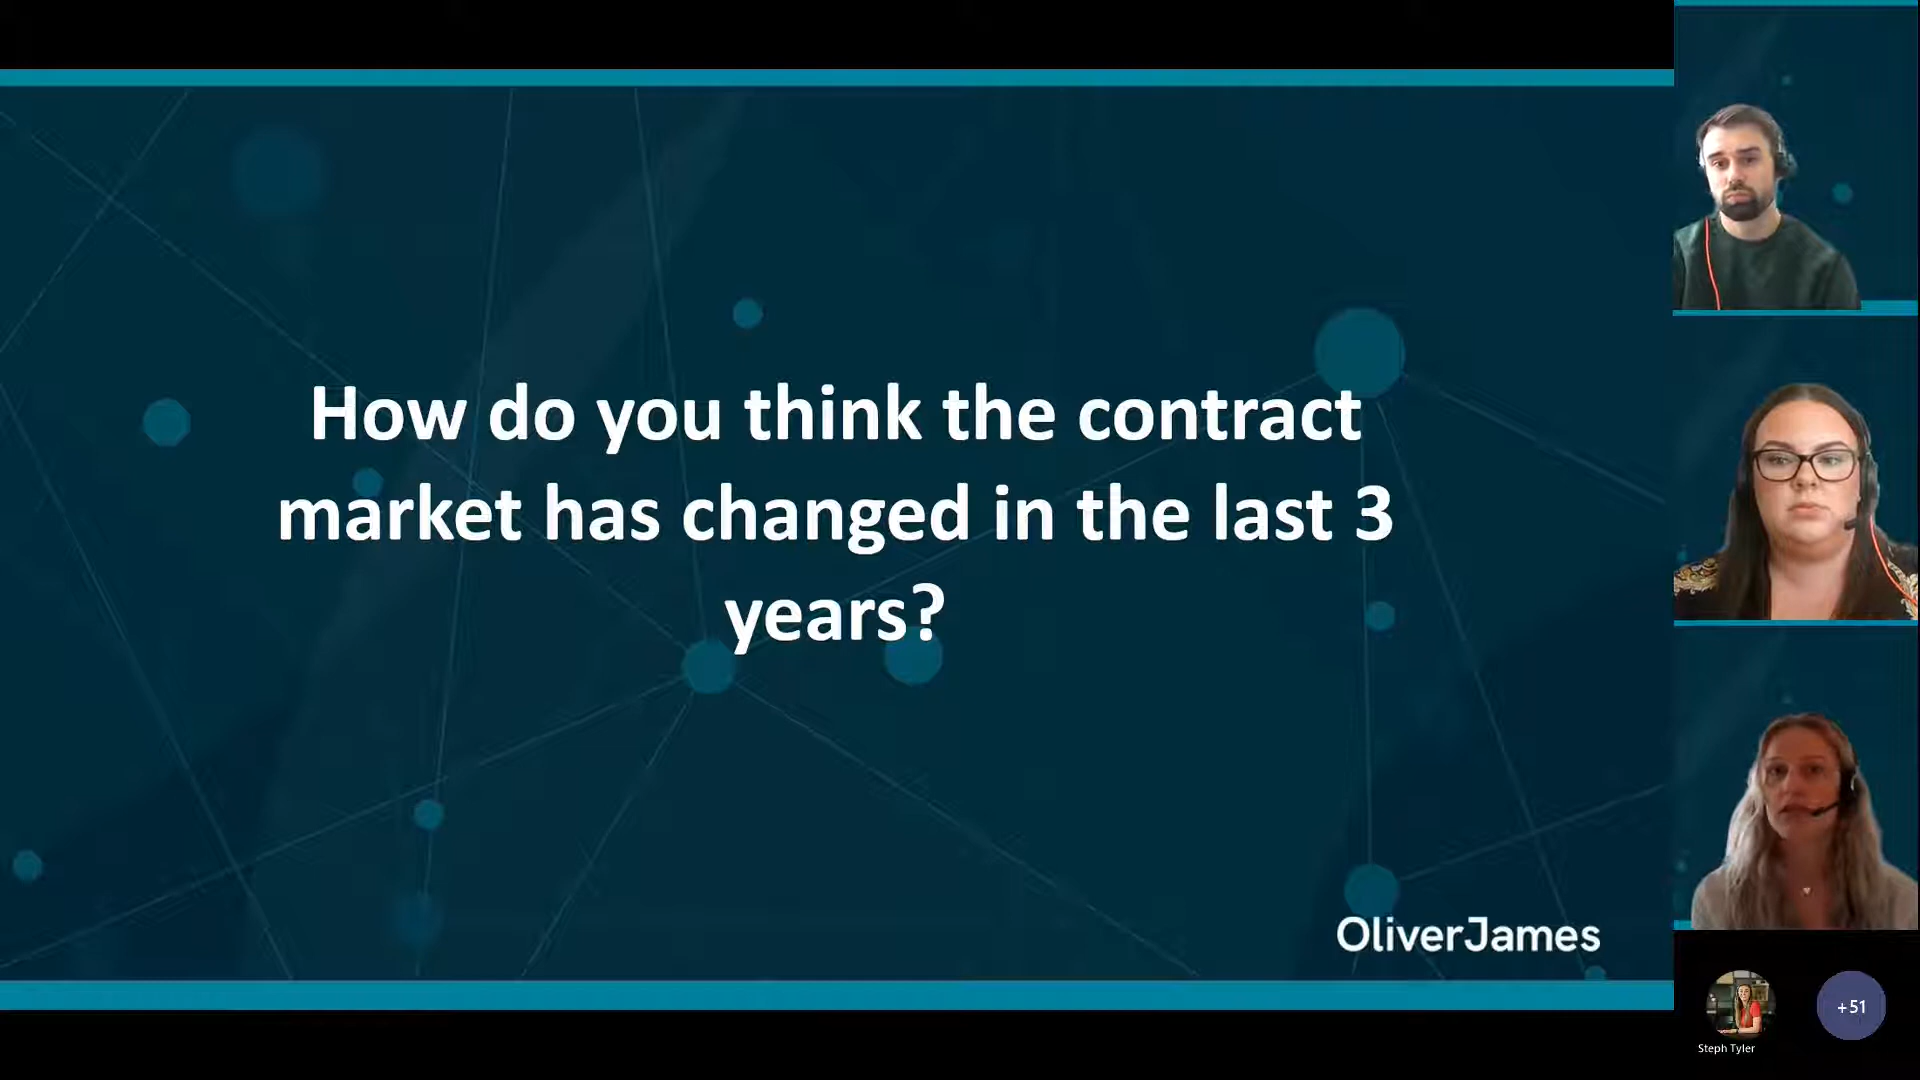 How do you think the contract
market has changed in the last 3
years?
OliverJames
Steph Tyler
+51